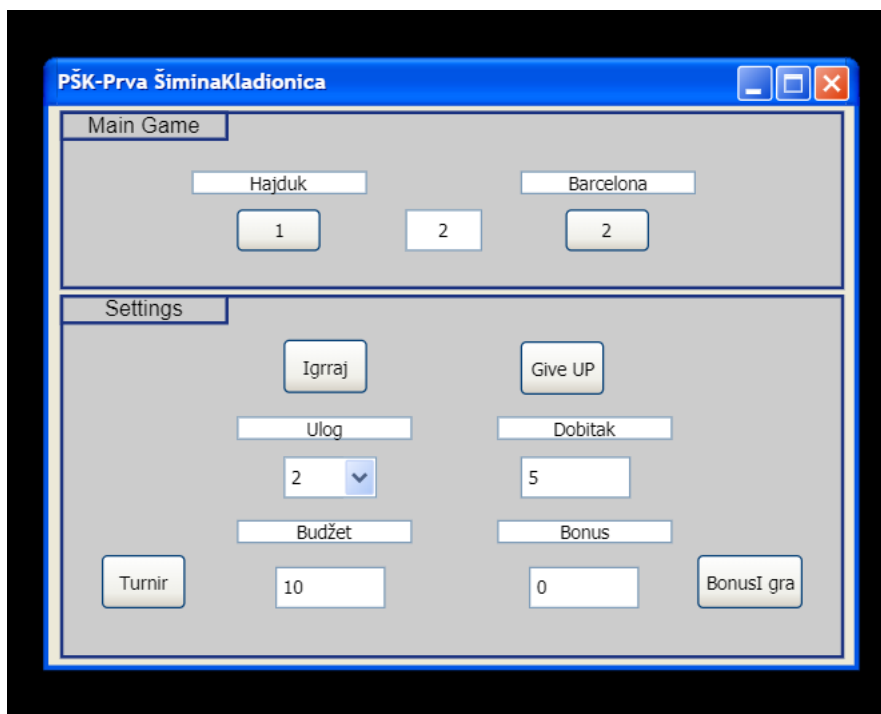 PŠK-Prva ŠiminaKladionica
Main Game
Hajduk Barcelona
1 2 2
Settings
Igrraj Give UP
Ulog Dobitak
2 5
Budžet Bonus
Turnir 10 0 BonusI gra